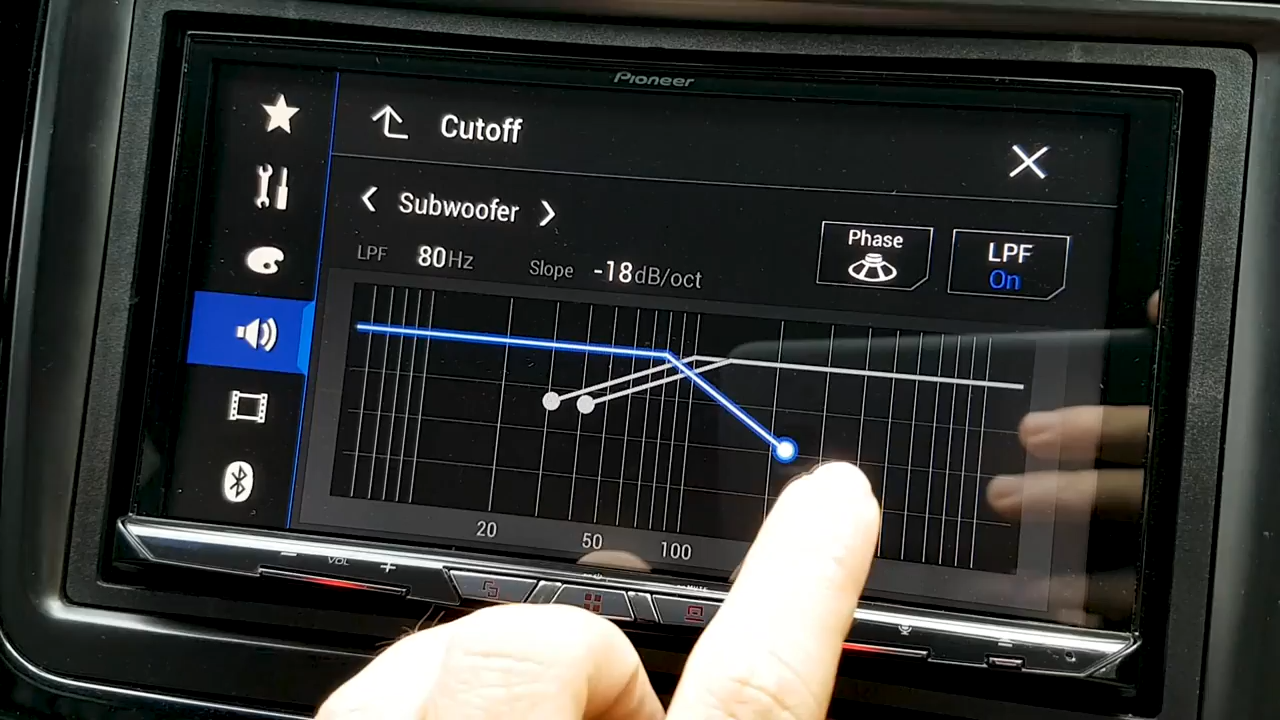 Pioneer
Cutoff
Subwoofer
LPF 80Hz Slope -18dB/oct
Phase
LPF
On
20 50 100
VOL
+